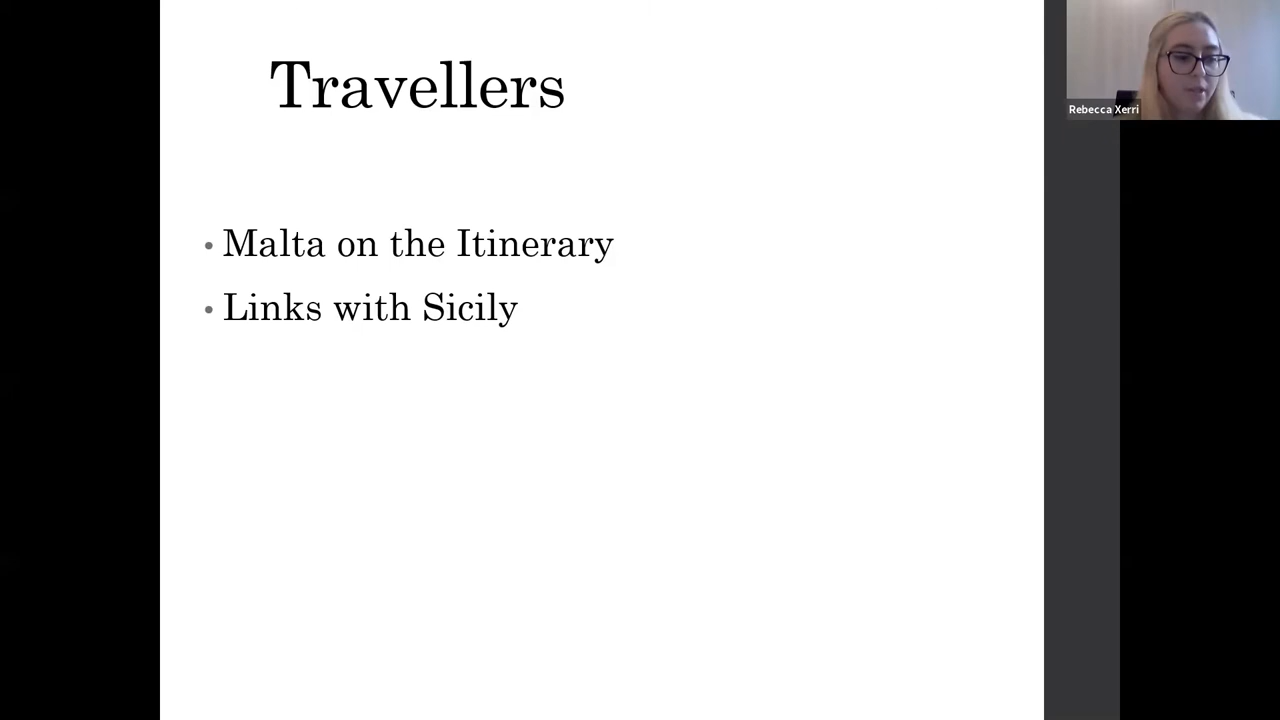 Travellers
Rebecca Xerri
• Malta on the Itinerary
• Links with Sicily